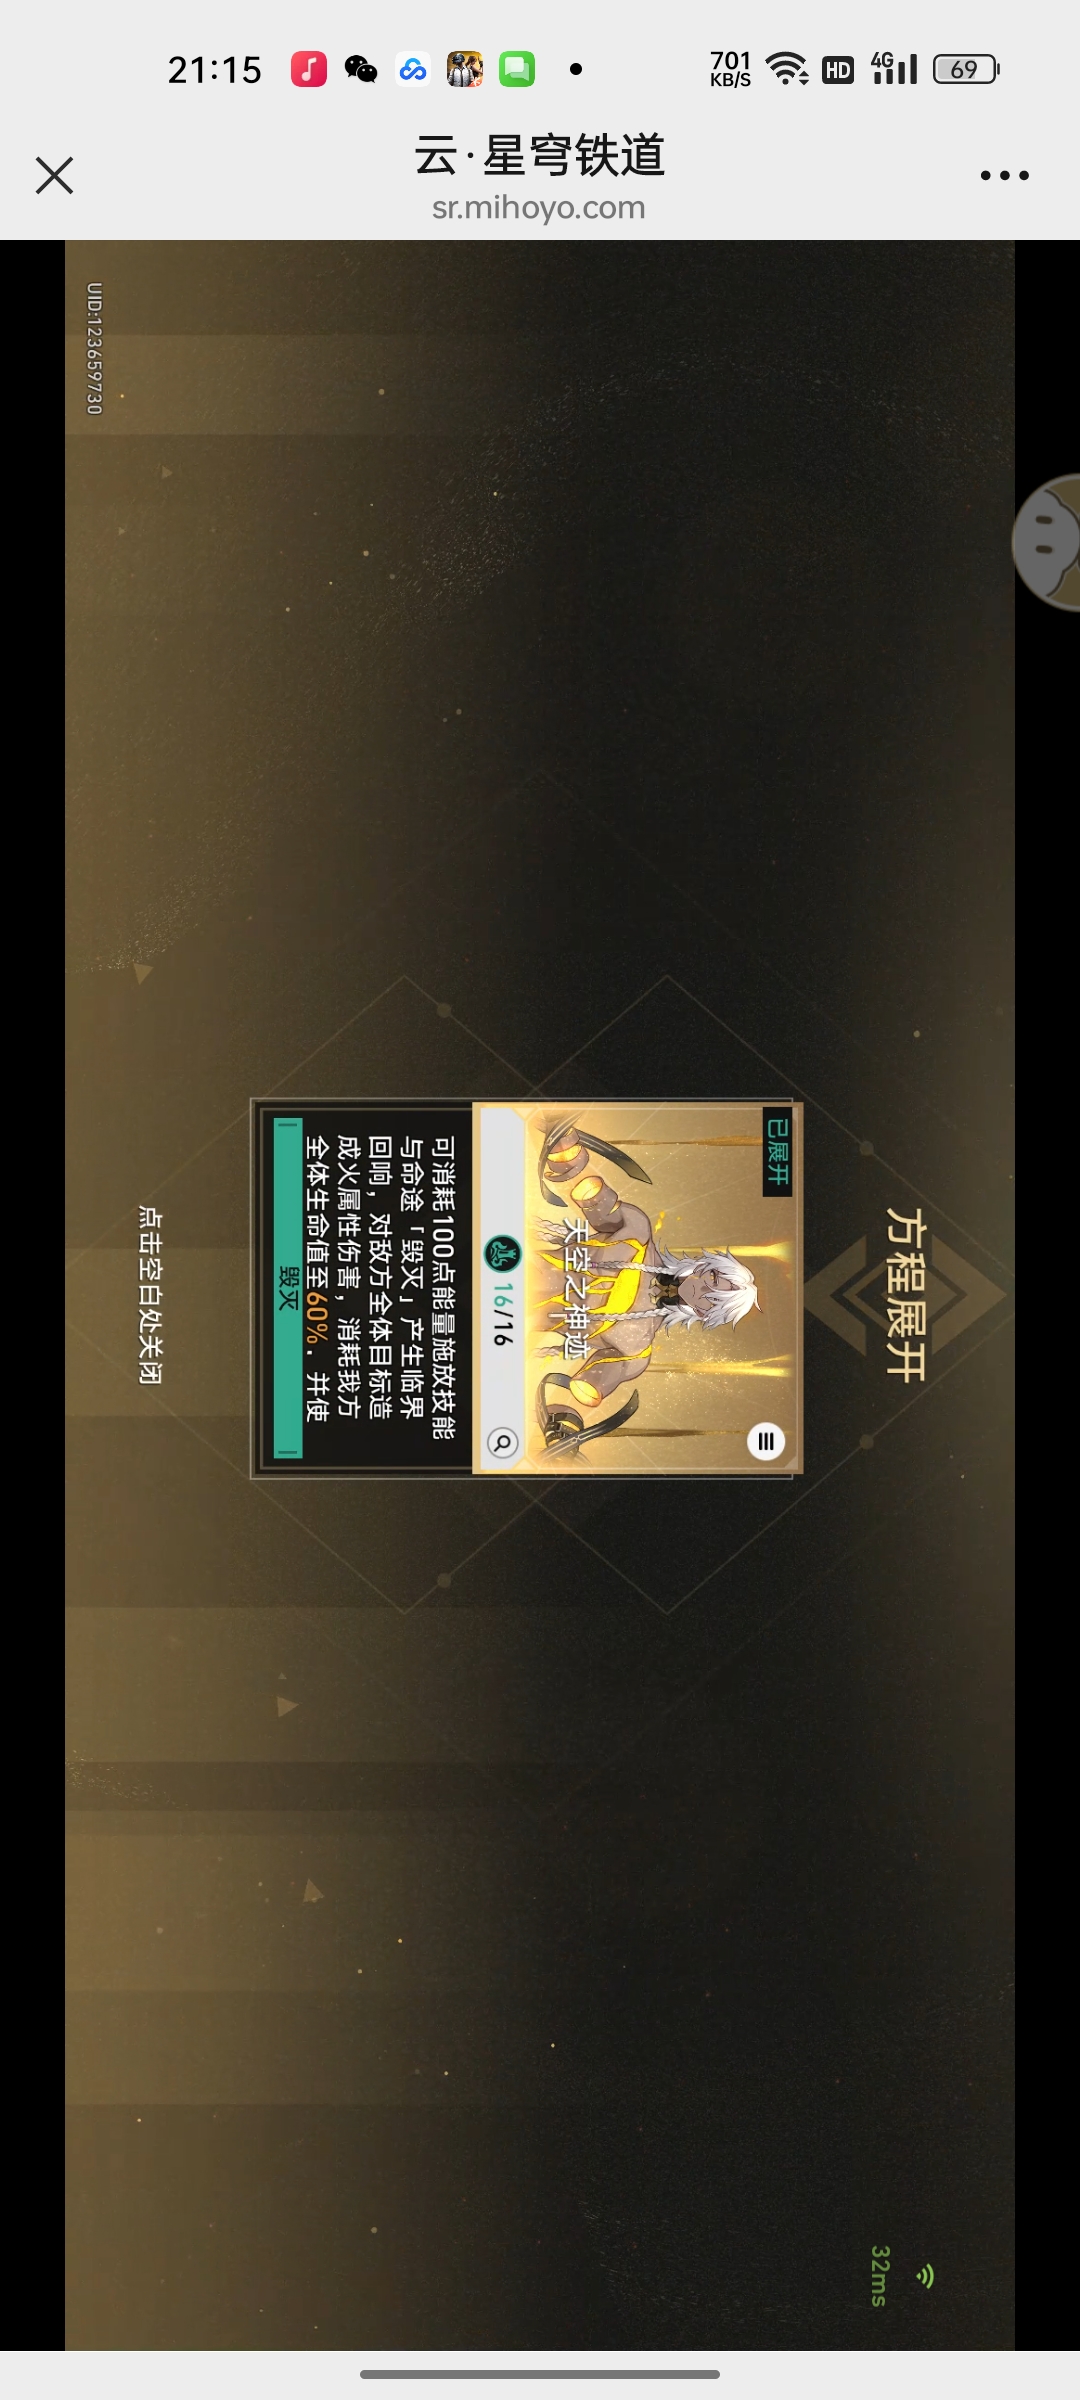 21:15
701
KB/S
HD
4G
69
云·星穹铁道
sr.mihoyo.com
方程展开
已展开
天空之神迹
16/16
可消耗100点能量施放技能
与命途「毁灭」产生临界
回响，对敌方全体目标造
成火属性伤害，消耗我方
全体生命值至60%．并使
毁灭
点击空白处关闭
UID:123659730
32ms